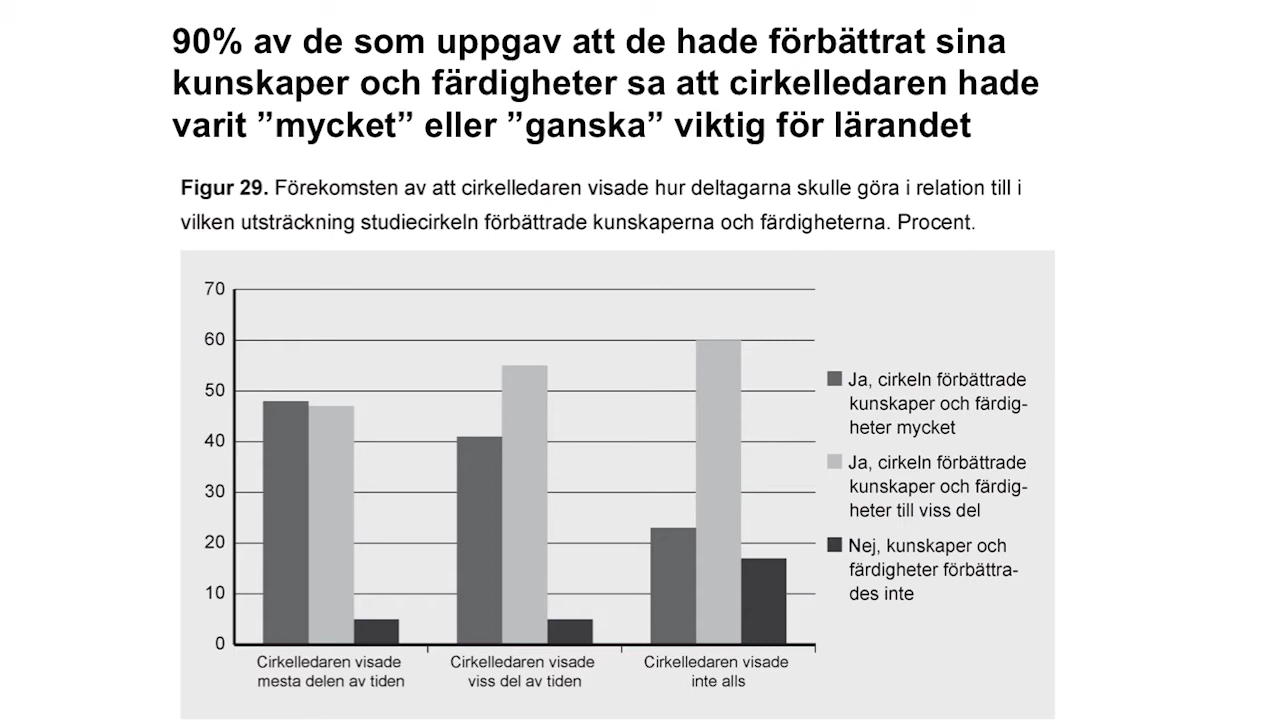 90% av de som uppgav att de hade förbättrat sina
kunskaper och färdigheter sa att cirkelledaren hade
varit ”mycket” eller ”ganska” viktig för lärandet
Figur 29. Förekomsten av att cirkelledaren visade hur deltagarna skulle göra i relation till i
vilken utsträckning studiecirkeln förbättrade kunskaperna och färdigheterna. Procent.
70
60
50
40
30
20
10
0
Cirkelledaren visade
mesta delen av tiden
Cirkelledaren visade
viss del av tiden
Cirkelledaren visade
inte alls
Ja, cirkeln förbättrade
kunskaper och färdig-
heter mycket
Ja, cirkeln förbättrade
kunskaper och färdig-
heter till viss del
Nej, kunskaper och
färdigheter förbättra-
des inte